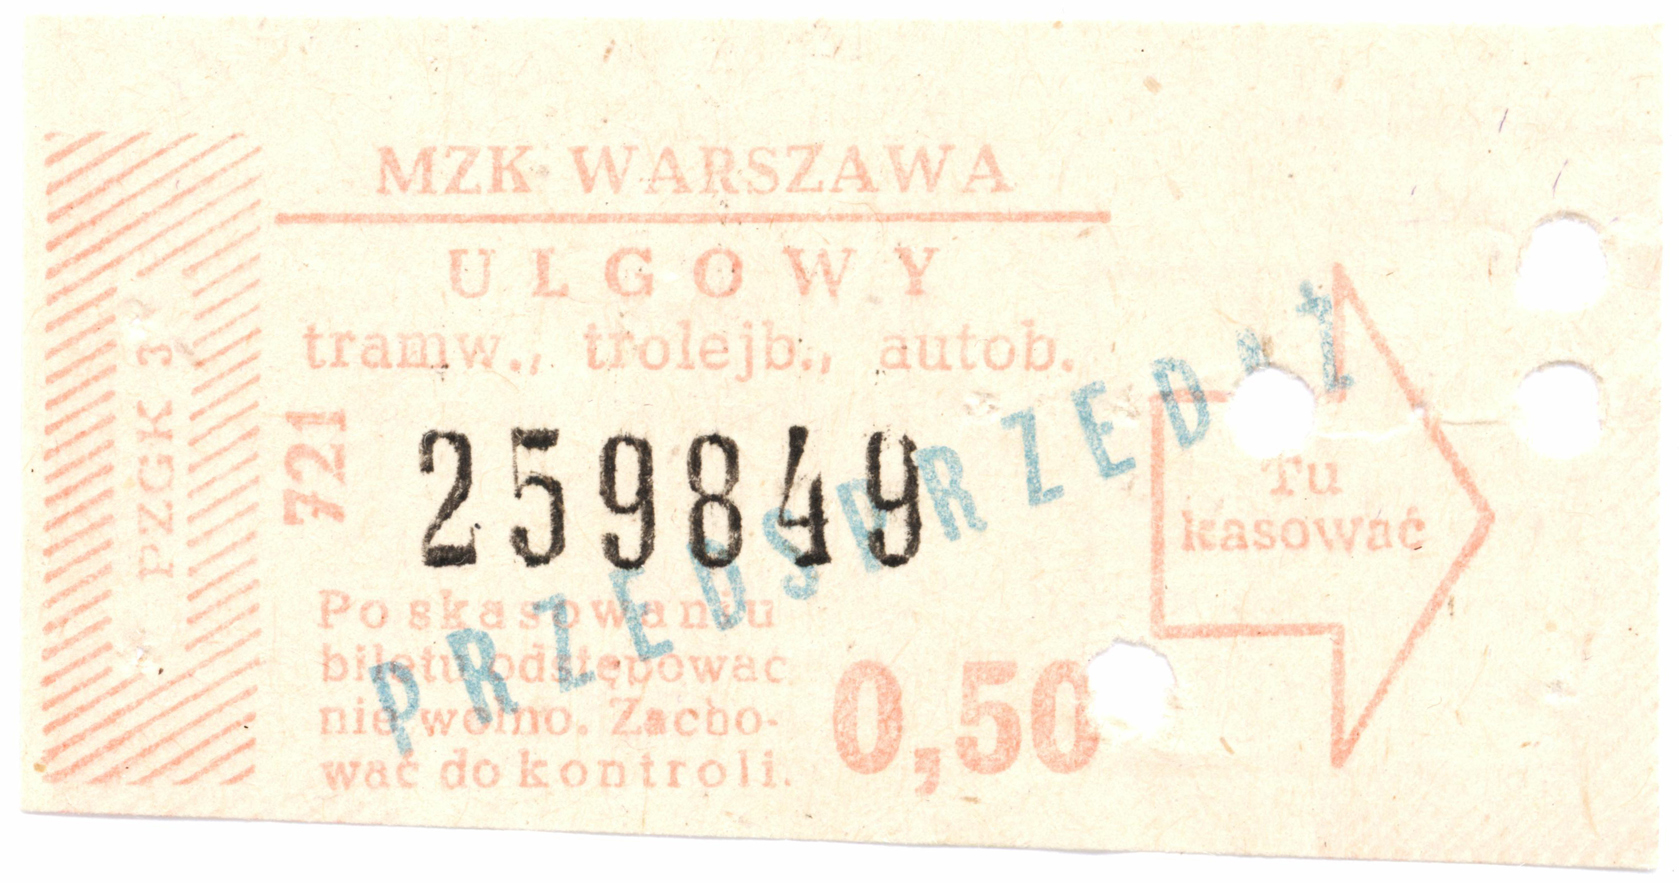 MZK WARSZAWA
ULGOWY
tramw., trolejb., autob.
PZGK 3
721
259849
PRZEDSPRZEDAŻ
Po skasowaniu
biletu odstępować
nie wolno. Zacho-
wać do kontroli.
0,50
Tu
kasować